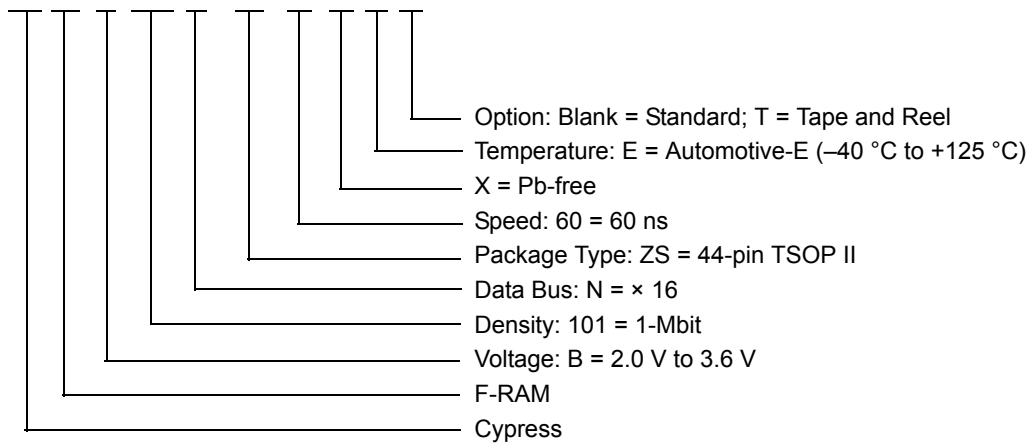 Option: Blank = Standard; T = Tape and Reel
Temperature: E = Automotive-E (–40 °C to +125 °C)
X = Pb-free
Speed: 60 = 60 ns
Package Type: ZS = 44-pin TSOP II
Data Bus: N = × 16
Density: 101 = 1-Mbit
Voltage: B = 2.0 V to 3.6 V
F-RAM
Cypress